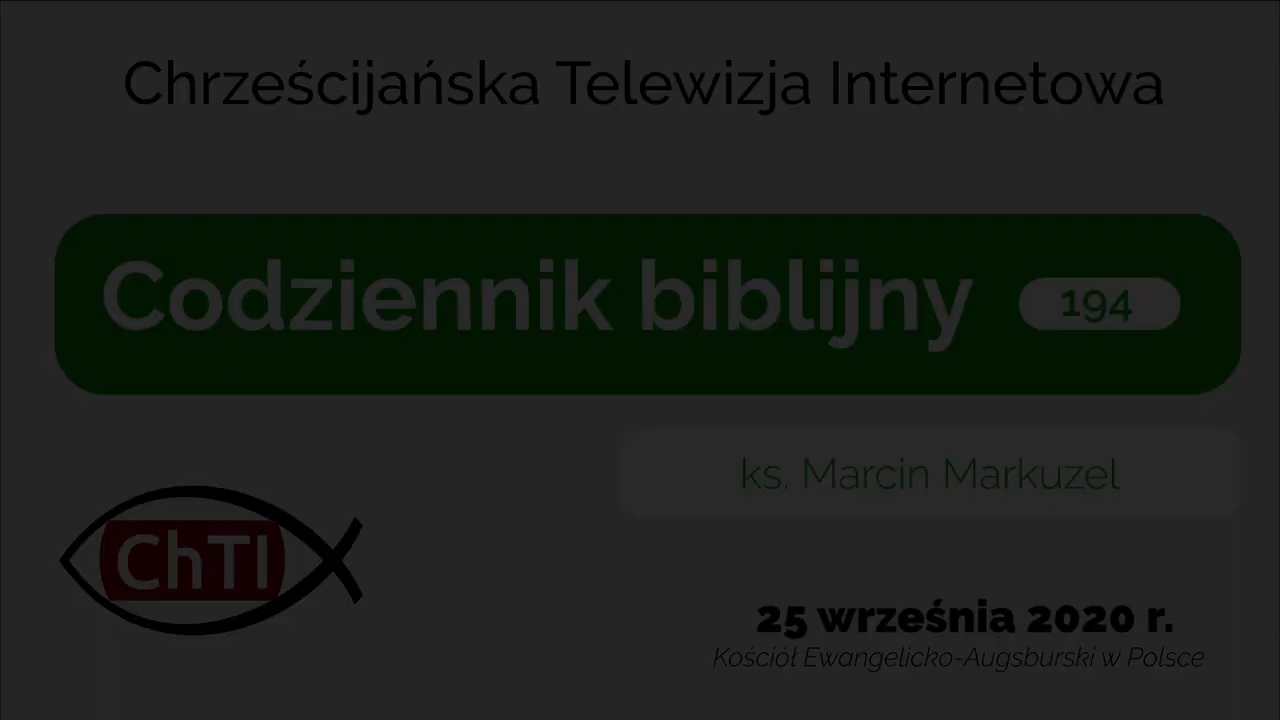 Chrześcijańska Telewizja Internetowa
Codziennik biblijny 194
ks. Marcin Markuzel
ChTI
25 września 2020 r.
Kościół Ewangelicko-Augsburski w Polsce